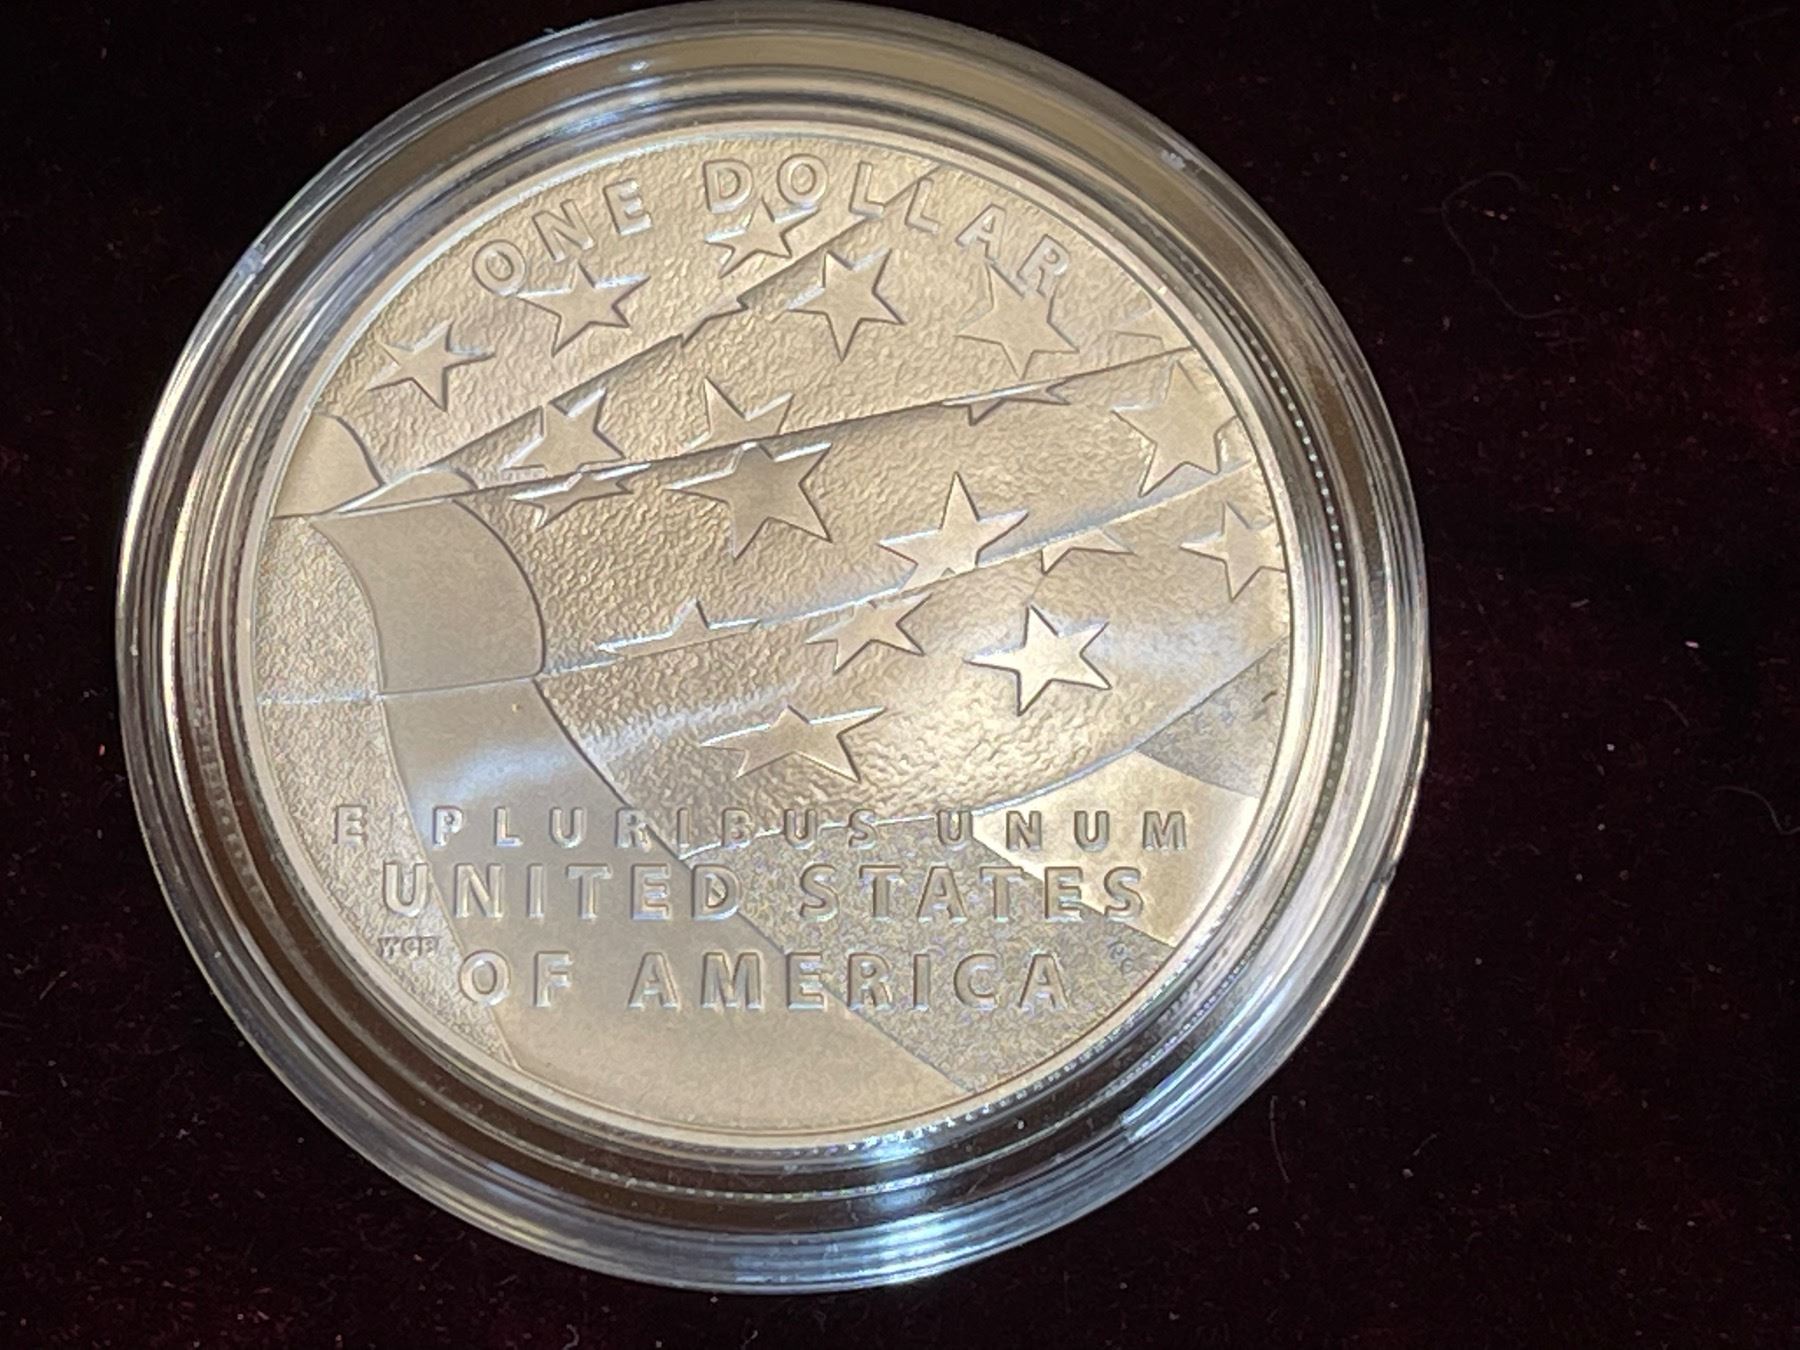 ONE DOLLAR
E PLURIBUS UNUM
UNITED STATES
OF AMERICA